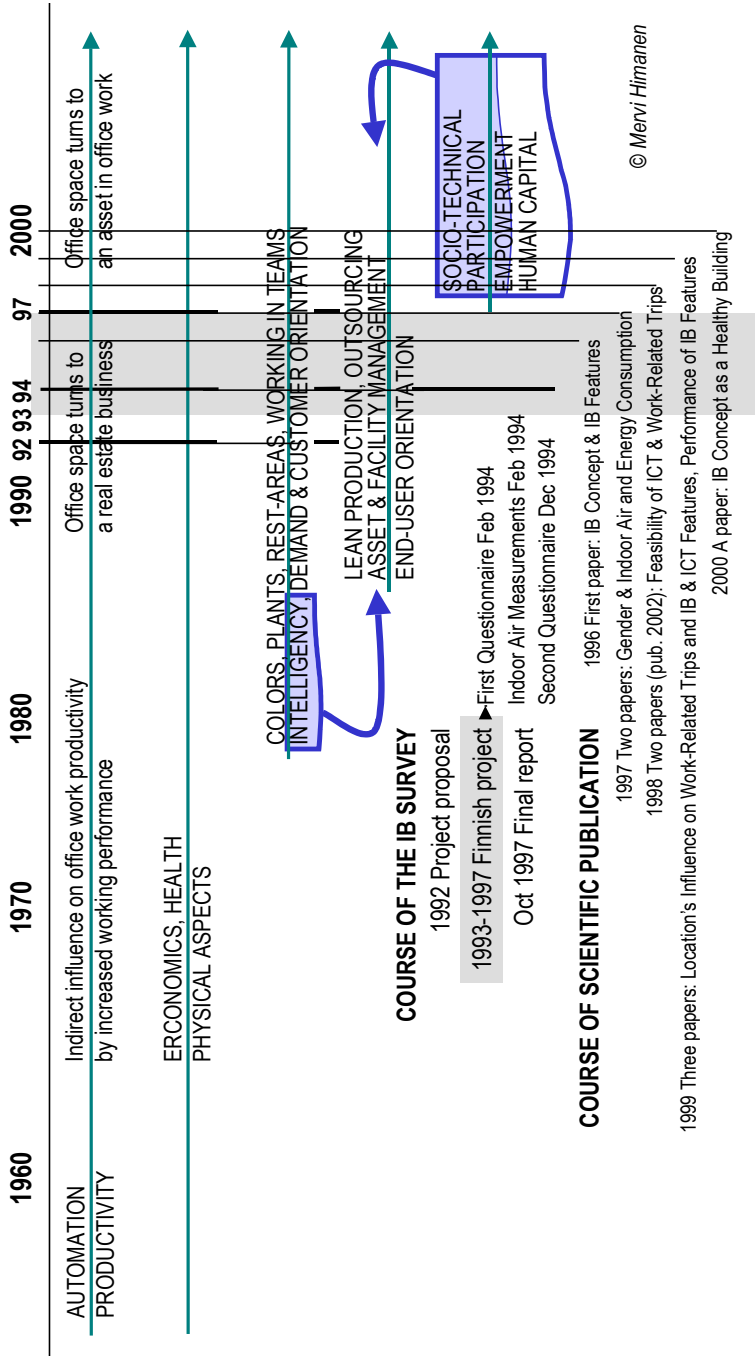 1960
1970
1980
1990
92
93
94
97
2000
AUTOMATION
PRODUCTIVITY
Indirect influence on office work productivity
by increased working performance
Office space turns to
a real estate business
Office space turns to
an asset in office work
ERCONOMICS, HEALTH
PHYSICAL ASPECTS
COLORS, PLANTS, REST-AREAS, WORKING IN TEAMS
INTELLIGENCY, DEMAND & CUSTOMER ORIENTATION
LEAN PRODUCTION, OUTSOURCING
ASSET & FACILITY MANAGEMENT
END-USER ORIENTATION
SOCIO-TECHNICAL
PARTICIPATION
EMPOWERMENT
HUMAN CAPITAL
COURSE OF THE IB SURVEY
1992 Project proposal
1993-1997 Finnish project
Oct 1997 Final report
First Questionnaire Feb 1994
Indoor Air Measurements Feb 1994
Second Questionnaire Dec 1994
COURSE OF SCIENTIFIC PUBLICATION
1996 First paper: IB Concept & IB Features
1997 Two papers: Gender & Indoor Air and Energy Consumption
1998 Two papers (pub. 2002): Feasibility of ICT & Work-Related Trips
1999 Three papers: Location's Influence on Work-Related Trips and IB & ICT Features, Performance of IB Features
2000 A paper: IB Concept as a Healthy Building
© Mervi Himanen